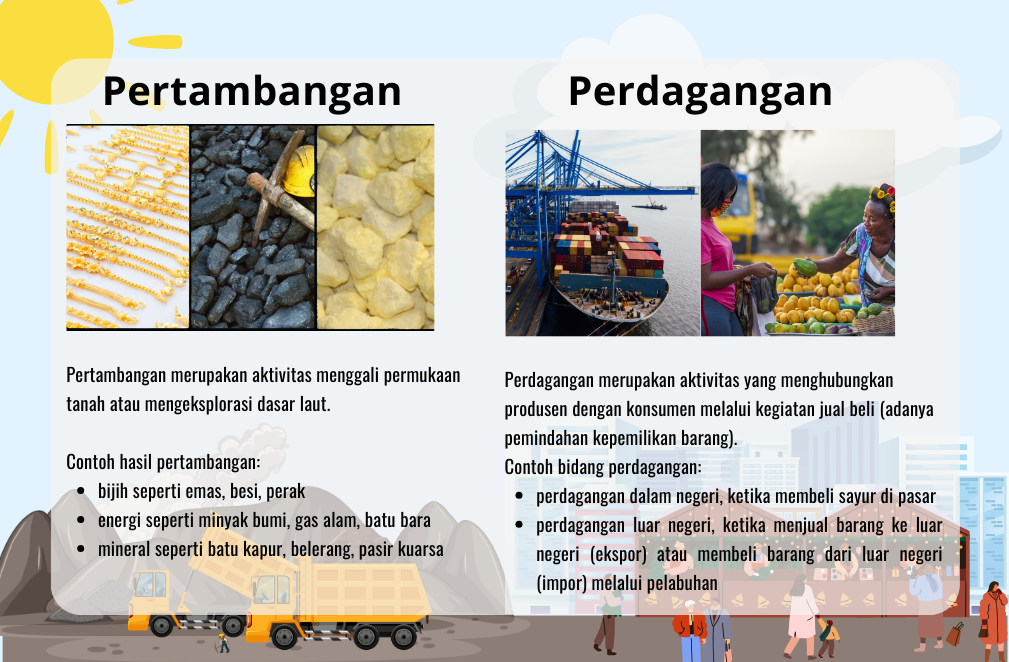 Pertambangan
Pertambangan merupakan aktivitas menggali permukaan
tanah atau mengeksplorasi dasar laut.
Contoh hasil pertambangan:
• bijih seperti emas, besi, perak
• energi seperti minyak bumi, gas alam, batu bara
• mineral seperti batu kapur, belerang, pasir kuarsa
Perdagangan
Perdagangan merupakan aktivitas yang menghubungkan
produsen dengan konsumen melalui kegiatan jual beli (adanya
pemindahan kepemilikan barang).
Contoh bidang perdagangan:
• perdagangan dalam negeri, ketika membeli sayur di pasar
• perdagangan luar negeri, ketika menjual barang ke luar
negeri (ekspor) atau membeli barang dari luar negeri
(impor) melalui pelabuhan